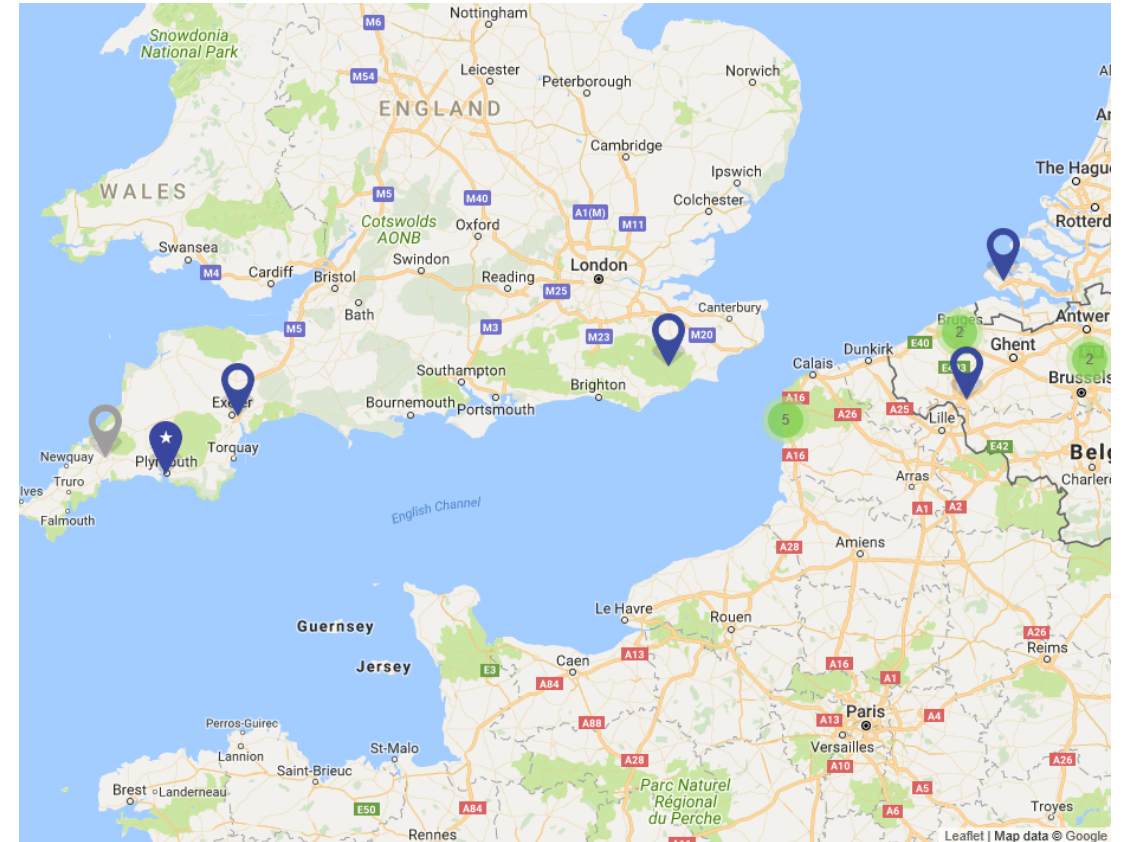 Nottingham
M6
Snowdonia
National Park
Leicester
Norwich
M54
Peterborough
ENGLAND
Cambridge
Ipswich
The Hague
WALES
M5
M40
Colchester
A1(M)
M11
Rotterd
Cotswolds
AONB
Oxford
Swansea
Swindon
London
M4
Cardiff
Bristol
Reading
M25
Bath
Canterbury
M5
M3
M23
M20
Bruges
2
Antwer
E40
Ghent
Dunkirk
Calais
2
Southampton
Brighton
Brussels
A16
Exeter
Bournemouth
Portsmouth
A26
A25
Lille
5
Torquay
E42
Newquay
Plymouth
A16
Belg
Truro
Arras
Charlero
Ives
Falmouth
English Channel
A1
A2
A28
Amiens
Le Havre
Rouen
Guernsey
A26
Reims
Jersey
Caen
A13
A16
E3
A84
A1
Paris
A4
A88
A13
Perros-Guirec
Versailles
St-Malo
Lannion
A28
A10
A26
Saint-Brieuc
Parc Naturel
Régional
du Perche
A5
Brest
Landerneau
E50
A84
A6
Troyes
Rennes
Leaflet | Map data © Google